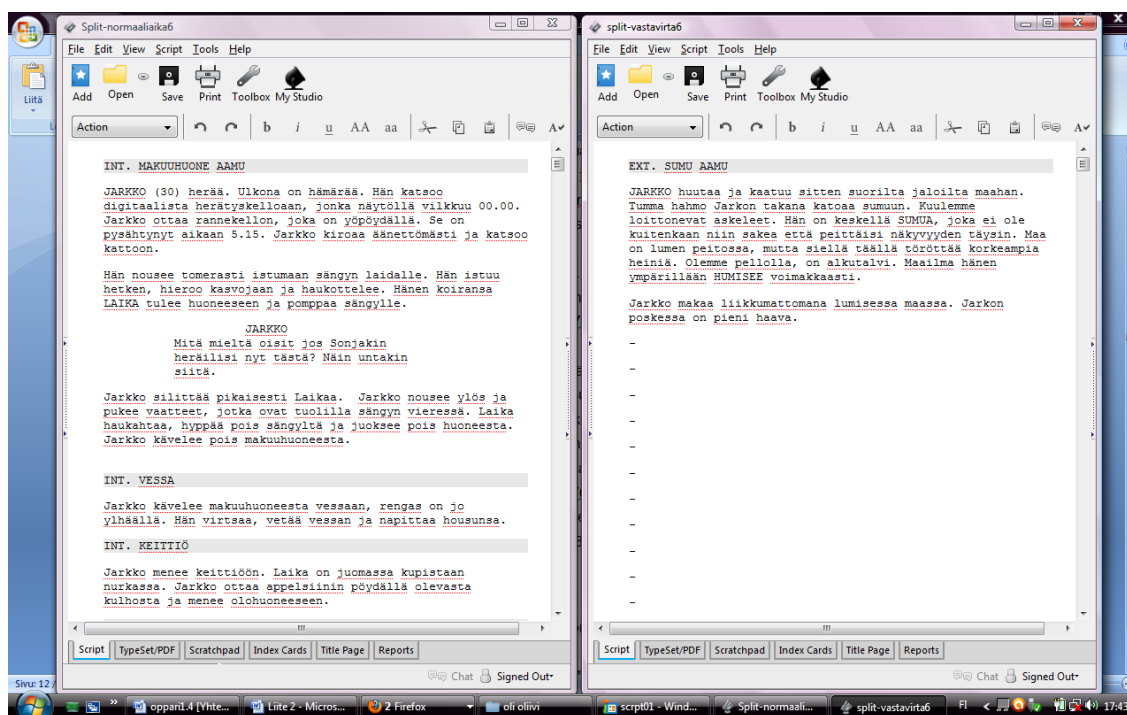 Split-normaaliaika6
File Edit View Script Tools Help
Add Open Save Print Toolbox My Studio
Action b i u AA aa A
INT. MAKUUHUONE AAMU
JARKKO (30) herää. Ulkona on hämärää. Hän katsoo
digitaalista herätyskelloaan, jonka näytöllä vilkkuu 00.00.
Jarkko ottaa rannekellon, joka on yöpöydällä. Se on
pysähtynyt aikaan 5.15. Jarkko kiroaa äänettömästi ja katsoo
kattoon.
Hän nousee tomerasti istumaan sängyn laidalle. Hän istuu
hetken, hieroo kasvojaan ja haukottelee. Hänen koiransa
LAIKA tulee huoneeseen ja pomppaa sängylle.
JARKKO
Mitä mieltä oisit jos Sonjakin
heräilisi nyt tästä? Näin untakin
siitä.
Jarkko silittää pikaisesti Laikaa. Jarkko nousee ylös ja
pukee vaatteet, jotka ovat tuolilla sängyn vieressä. Laika
haukahtaa, hyppää pois sängyltä ja juoksee pois huoneesta.
Jarkko kävelee pois makuuhuoneesta.
INT. VESSA
Jarkko kävelee makuuhuoneesta vessaan, rengas on jo
ylhäällä. Hän virtsaa, vetää vessan ja napittaa housunsa.
INT. KEITTIÖ
Jarkko menee keittiöön. Laika on juomassa kupistaan
nurkassa. Jarkko ottaa appelsiinin pöydällä olevasta
kulhosta ja menee olohuoneeseen.
Script TypeSet/PDF Scratchpad Index Cards Title Page Reports
Chat Signed Out
split-vastavirta6
File Edit View Script Tools Help
Add Open Save Print Toolbox My Studio
Action b i u AA aa A
EXT. SUMU AAMU
JARKKO huutaa ja kaatuu sitten suorilta jaloilta maahan.
Tumma hahmo Jarkon takana katoaa sumuun. Kuulemme
loittonevat askeleet. Hän on keskellä SUMUA, joka ei ole
kuitenkaan niin sakea että peittäisi näkyvyyden täysin. Maa
on lumen peitossa, mutta siellä täällä töröttää korkeampia
heiniä. Olemme pellolla, on alkutalvi. Maailma hänen
ympärillään HUMISEE voimakkaasti.
Jarkko makaa liikkumattomana lumisessa maassa. Jarkon
poskessa on pieni haava.
–
–
–
–
–
–
–
–
–
–
–
Script TypeSet/PDF Scratchpad Index Cards Title Page Reports
Chat Signed Out
Liitä
Sivu: 12 /
oppari1.4 [Yhte... Liite 2 - Micros... 2 Firefox oli oliivi scrpt01 - Wind... Split-normaali... split-vastavirta6 FI 17:43